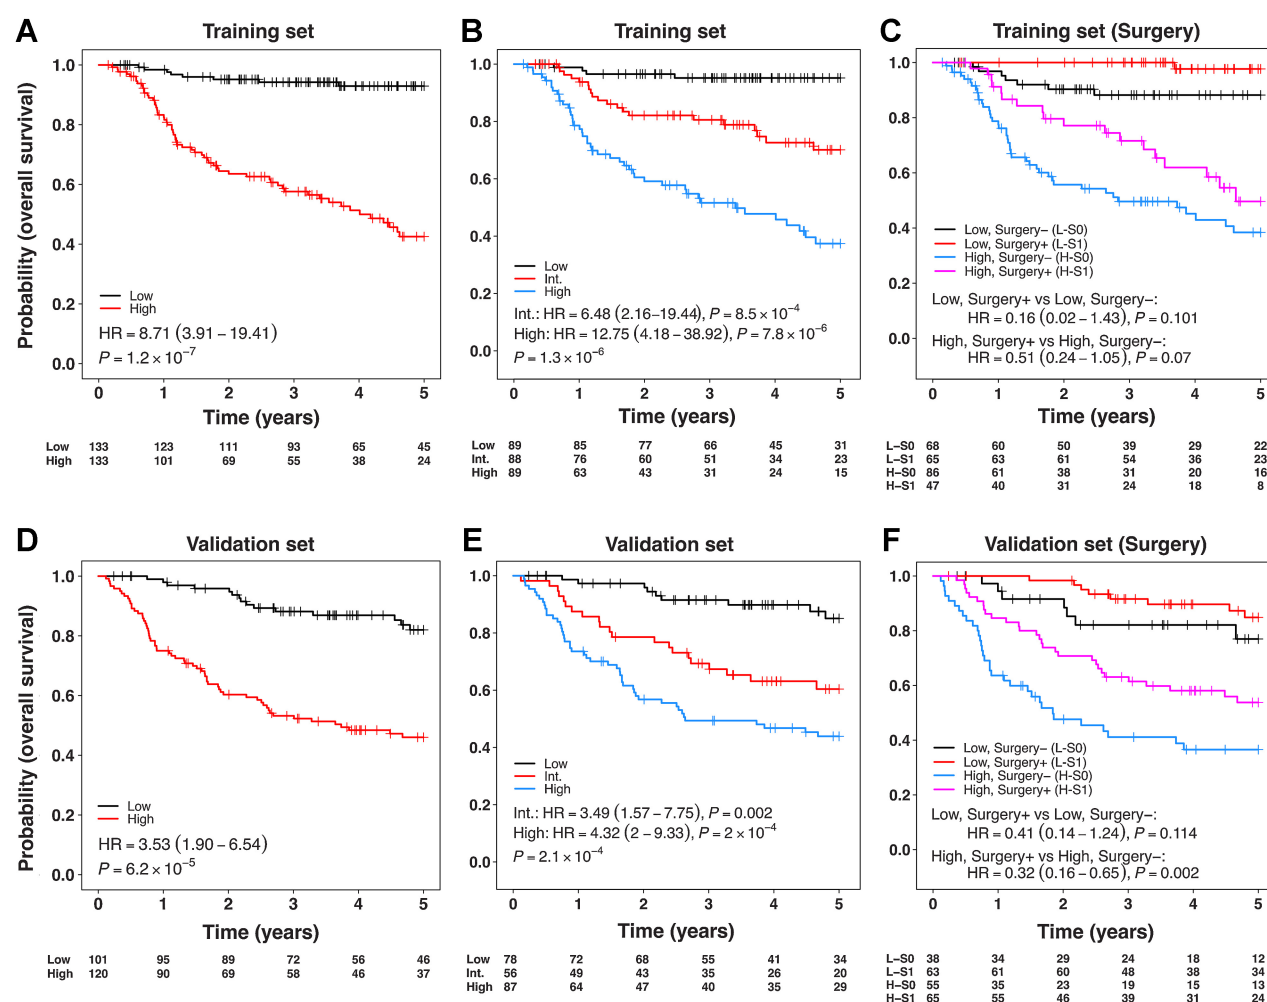 A
Training set
Probability (overall survival)
1.0
0.8
0.6
0.4
0.2
0.0
Low
High
HR = 8.71 (3.91 – 19.41)
P = 1.2 × 10⁻⁷
0 1 2 3 4 5
Time (years)
Low 133 123 111 93 65 45
High 133 101 69 55 38 24
B
Training set
1.0
0.8
0.6
0.4
0.2
0.0
Low
Int.
High
Int.: HR = 6.48 (2.16–19.44), P = 8.5 × 10⁻⁴
High: HR = 12.75 (4.18 – 38.92), P = 7.8 × 10⁻⁶
P = 1.3 × 10⁻⁶
0 1 2 3 4 5
Time (years)
Low 89 85 77 66 45 31
Int. 88 76 60 51 34 23
High 89 63 43 31 24 15
C
Training set (Surgery)
1.0
0.8
0.6
0.4
0.2
0.0
Low, Surgery– (L-S0)
Low, Surgery+ (L-S1)
High, Surgery– (H-S0)
High, Surgery+ (H-S1)
Low, Surgery+ vs Low, Surgery–:
HR = 0.16 (0.02 – 1.43), P = 0.101
High, Surgery+ vs High, Surgery–:
HR = 0.51 (0.24 – 1.05), P = 0.07
0 1 2 3 4 5
Time (years)
L–S0 68 60 50 39 29 22
L–S1 65 63 61 54 36 23
H–S0 86 61 38 31 20 16
H–S1 47 40 31 24 18 8
D
Validation set
Probability (overall survival)
1.0
0.8
0.6
0.4
0.2
0.0
Low
High
HR = 3.53 (1.90 – 6.54)
P = 6.2 × 10⁻⁵
0 1 2 3 4 5
Time (years)
Low 101 95 89 72 56 46
High 120 90 69 58 46 37
E
Validation set
1.0
0.8
0.6
0.4
0.2
0.0
Low
Int.
High
Int.: HR = 3.49 (1.57 – 7.75), P = 0.002
High: HR = 4.32 (2 – 9.33), P = 2 × 10⁻⁴
P = 2.1 × 10⁻⁴
0 1 2 3 4 5
Time (years)
Low 78 72 68 55 41 34
Int. 56 49 43 35 26 20
High 87 64 47 40 35 29
F
Validation set (Surgery)
1.0
0.8
0.6
0.4
0.2
0.0
Low, Surgery– (L-S0)
Low, Surgery+ (L-S1)
High, Surgery– (H-S0)
High, Surgery+ (H-S1)
Low, Surgery+ vs Low, Surgery–:
HR = 0.41 (0.14 – 1.24), P = 0.114
High, Surgery+ vs High, Surgery–:
HR = 0.32 (0.16 – 0.65), P = 0.002
0 1 2 3 4 5
Time (years)
L–S0 38 34 29 24 18 12
L–S1 63 61 60 48 38 34
H–S0 55 35 23 19 15 13
H–S1 65 55 46 39 31 24